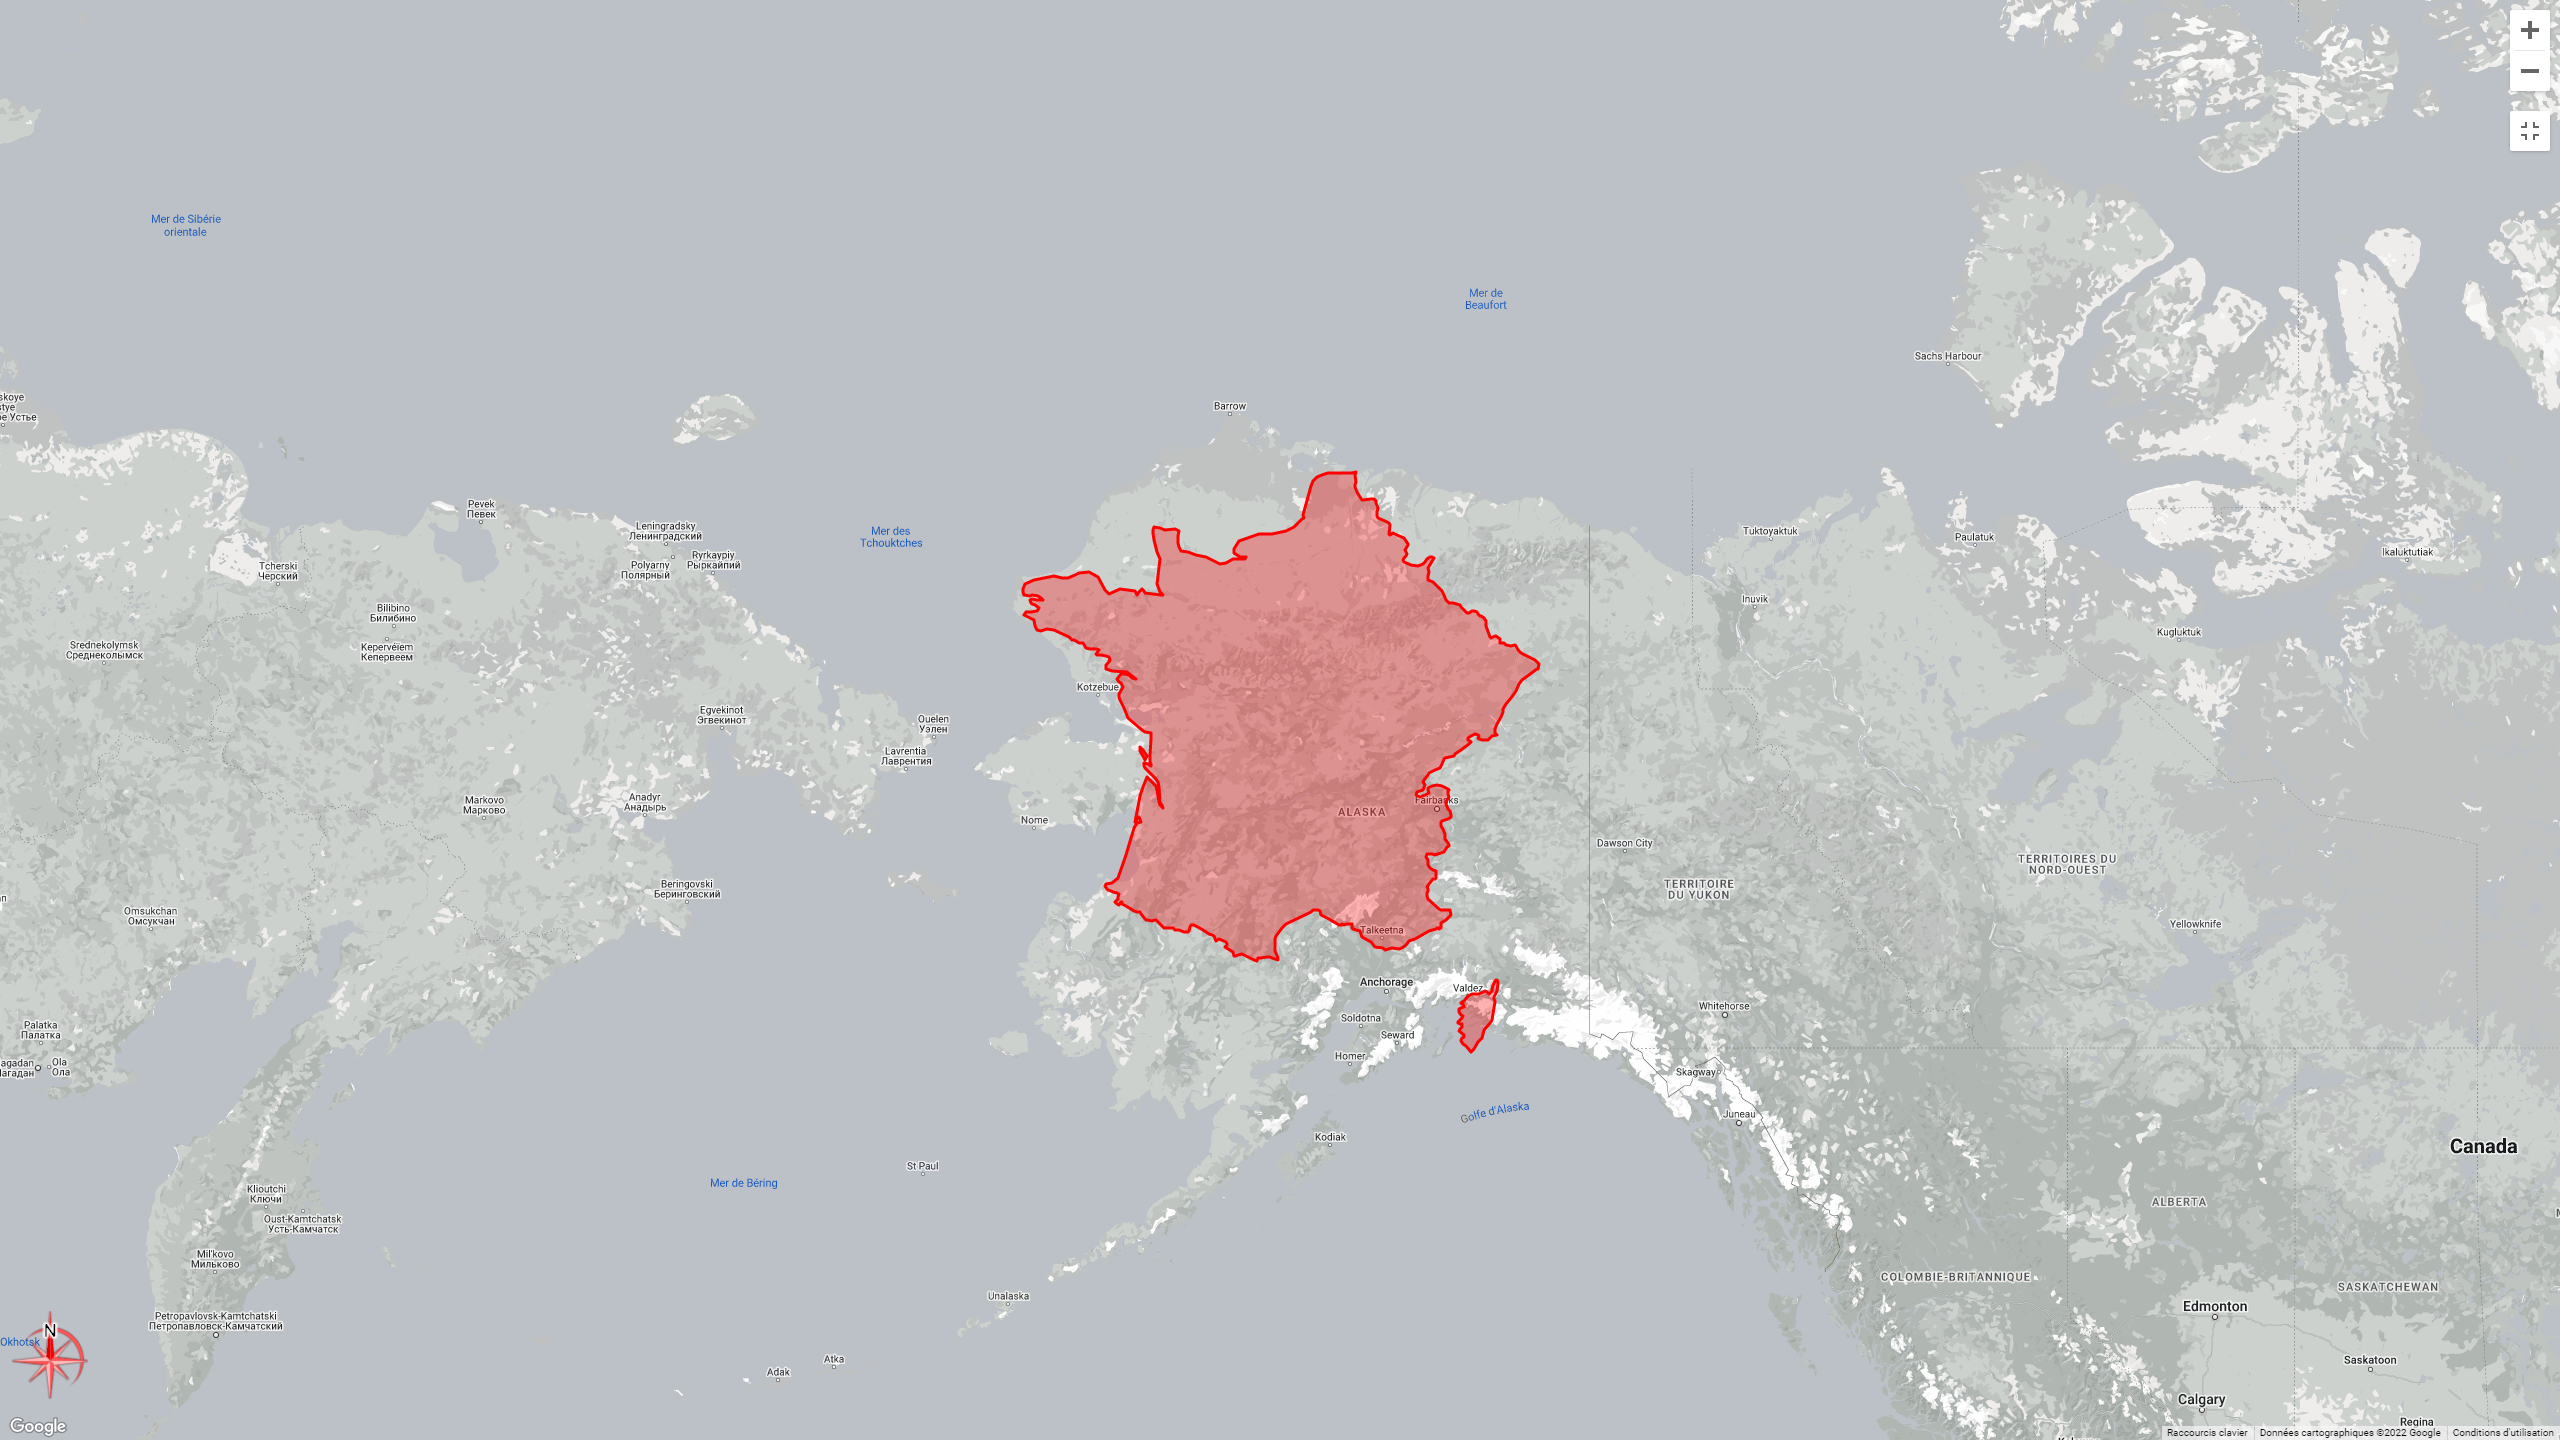 Mer de Sibérie
orientale
Mer de
Beaufort
Sachs Harbour
skoye
stye
Устье
Barrow
Pevek
Певек
Leningradsky
Ленинградский
Mer des
Tchouktches
Tuktoyaktuk
Paulatuk
Ikaluktutiak
Ryrkaypiy
Рыркайпий
Tcherski
Черский
Polyarny
Полярный
Bilibino
Билибино
Inuvik
Kugluktuk
Srednekolymsk
Среднеколымск
Kepervéiem
Кепервеем
Kotzebue
Egvekinot
Эгвекинот
Ouelen
Уэлен
Lavrentia
Лаврентия
Markovo
Марково
Anadyr
Анадырь
Fairbanks
ALASKA
Nome
Dawson City
TERRITOIRES DU
NORD-OUEST
Beringovski
Беринговский
TERRITOIRE
DU YUKON
Omsukchan
Омсукчан
Yellowknife
Talkeetna
Anchorage
Valdez
Whitehorse
Soldotna
Palatka
Палатка
Seward
Homer
agadan
Ola
Ола
Skagway
Golfe d'Alaska
Juneau
Kodiak
Canada
St Paul
Mer de Béring
Klioutchi
Ключи
ALBERTA
Oust-Kamtchatsk
Усть-Камчатск
Mil'kovo
Мильково
COLOMBIE-BRITANNIQUE
SASKATCHEWAN
Unalaska
Edmonton
Petropavlovsk-Kamtchatski
Петропавловск-Камчатский
N
Okhotsk
Atka
Adak
Saskatoon
Calgary
Regina
Google
Raccourcis clavier
Données cartographiques ©2022 Google
Conditions d'utilisation